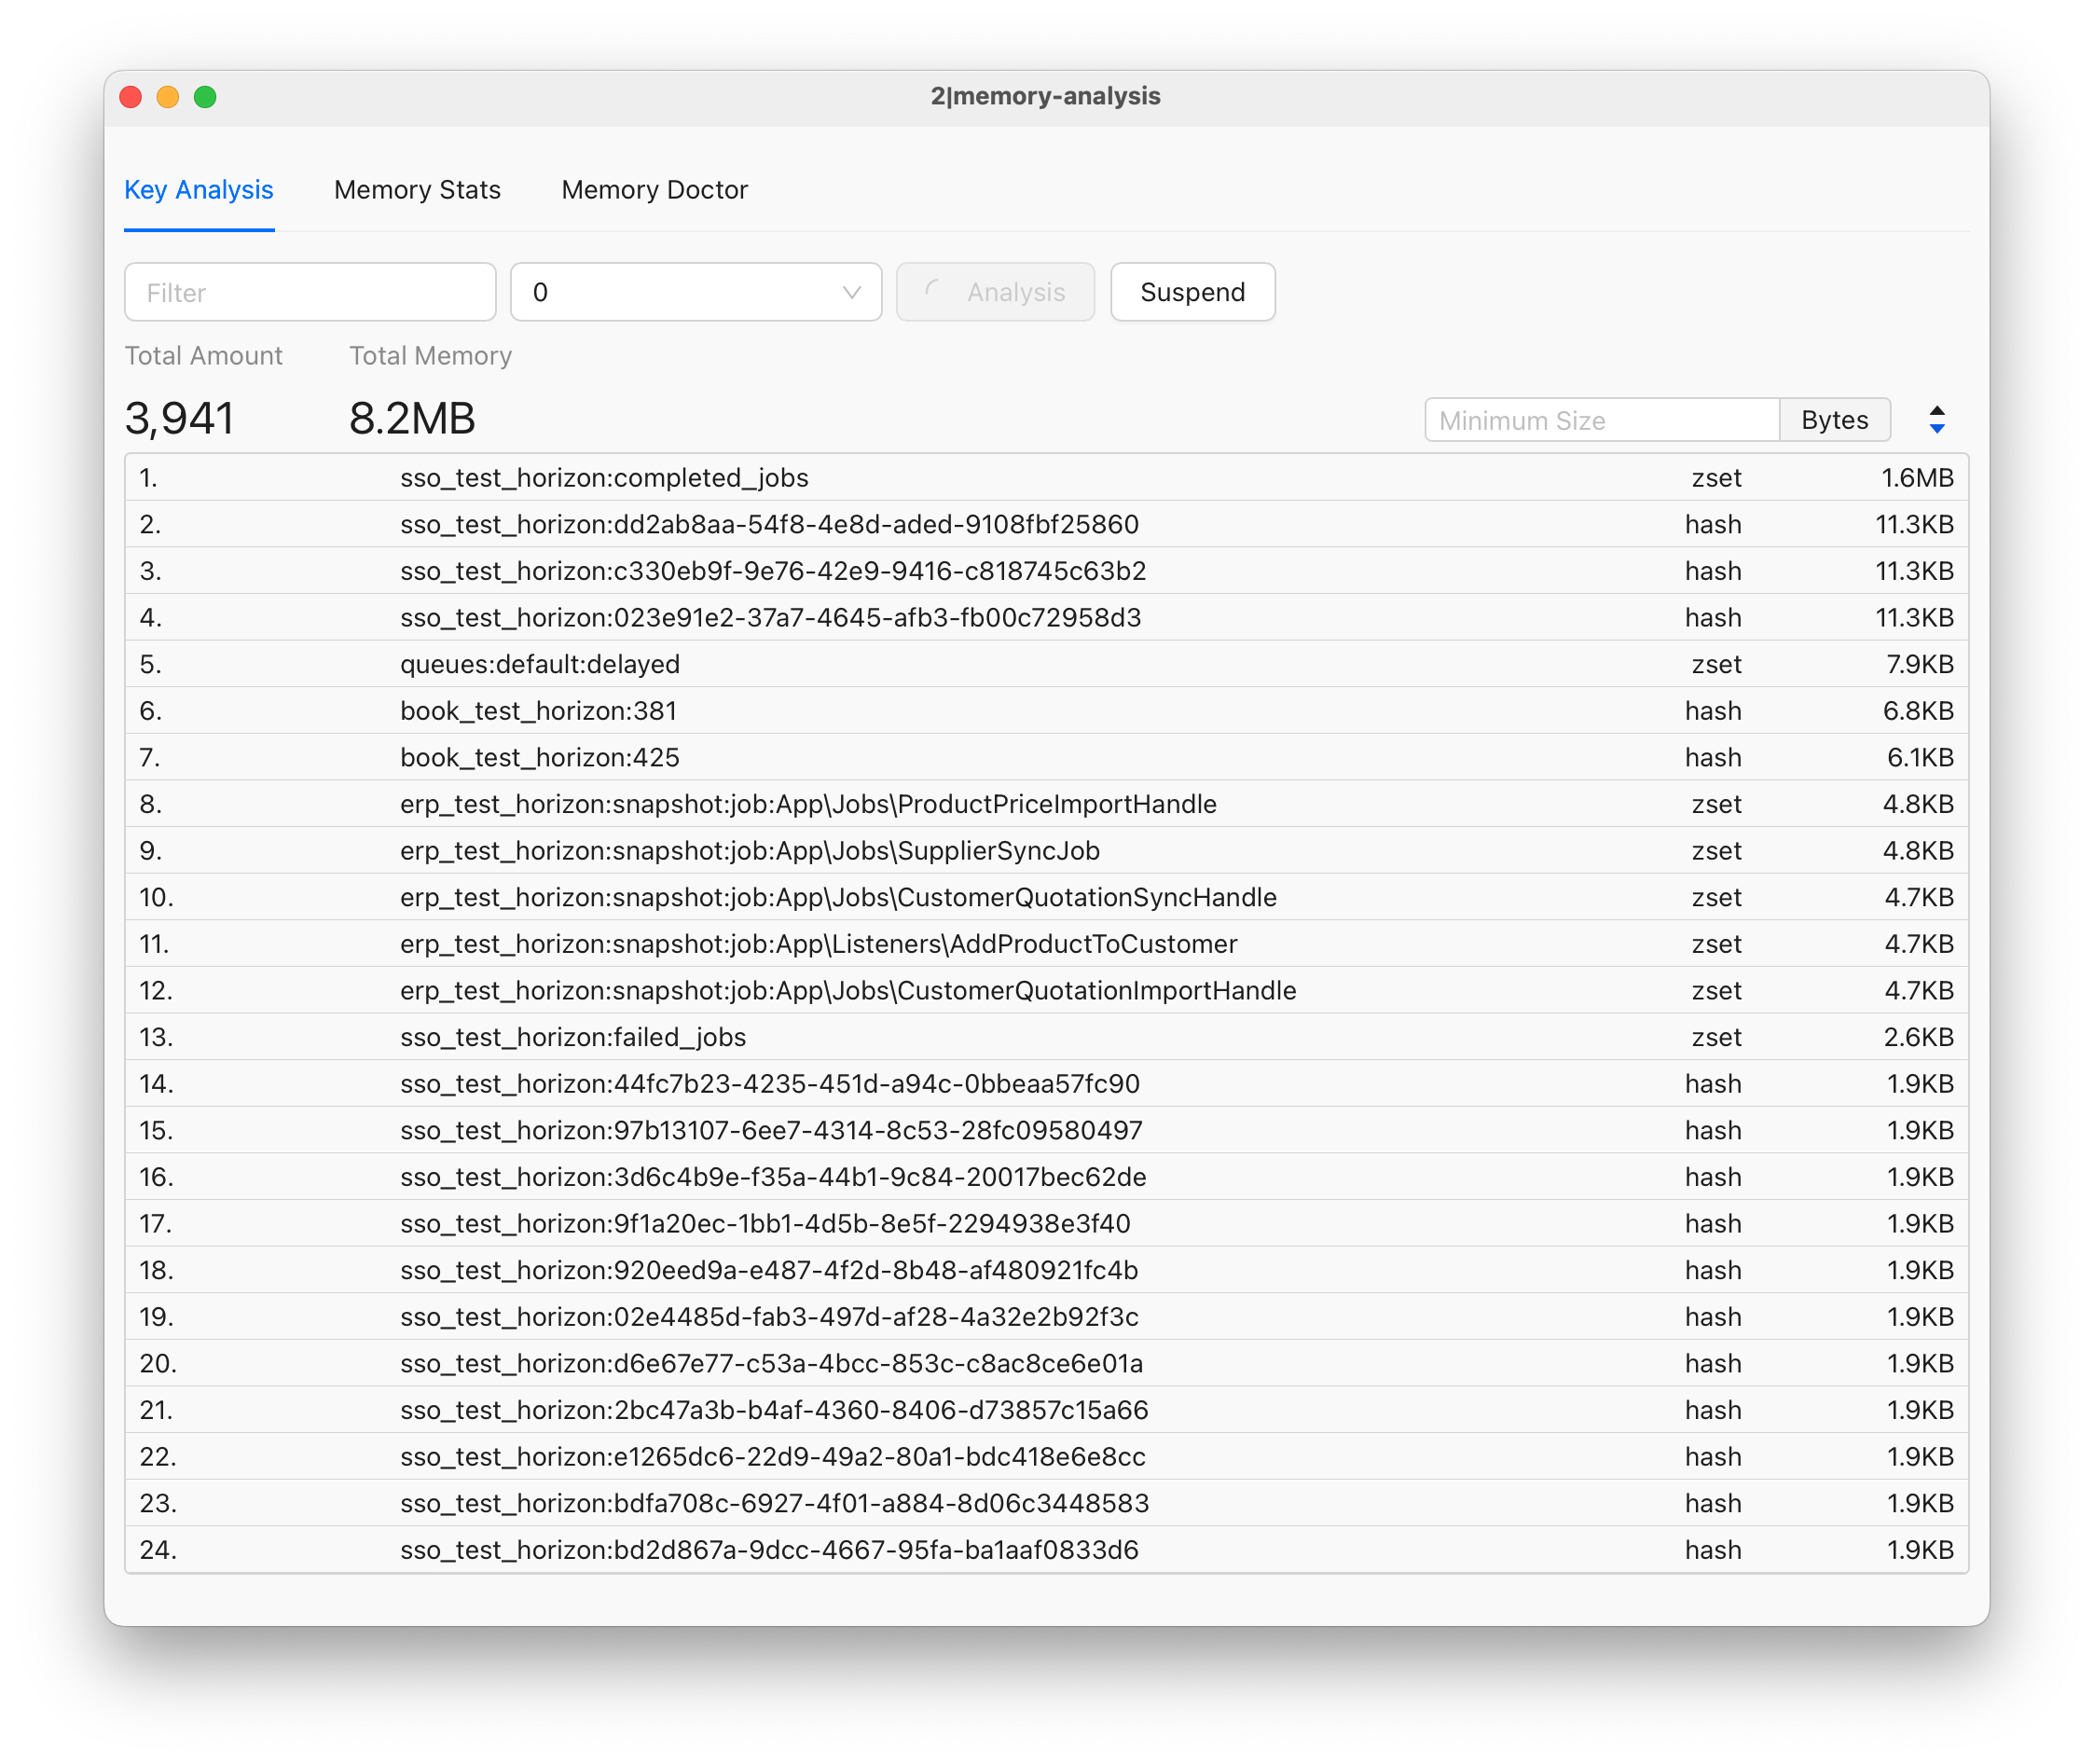 2|memory-analysis
Key Analysis Memory Stats Memory Doctor
Filter 0 Analysis Suspend
Total Amount Total Memory
3,941 8.2MB Minimum Size Bytes
1. sso_test_horizon:completed_jobs zset 1.6MB
2. sso_test_horizon:dd2ab8aa-54f8-4e8d-aded-9108fbf25860 hash 11.3KB
3. sso_test_horizon:c330eb9f-9e76-42e9-9416-c818745c63b2 hash 11.3KB
4. sso_test_horizon:023e91e2-37a7-4645-afb3-fb00c72958d3 hash 11.3KB
5. queues:default:delayed zset 7.9KB
6. book_test_horizon:381 hash 6.8KB
7. book_test_horizon:425 hash 6.1KB
8. erp_test_horizon:snapshot:job:App\Jobs\ProductPriceImportHandle zset 4.8KB
9. erp_test_horizon:snapshot:job:App\Jobs\SupplierSyncJob zset 4.8KB
10. erp_test_horizon:snapshot:job:App\Jobs\CustomerQuotationSyncHandle zset 4.7KB
11. erp_test_horizon:snapshot:job:App\Listeners\AddProductToCustomer zset 4.7KB
12. erp_test_horizon:snapshot:job:App\Jobs\CustomerQuotationImportHandle zset 4.7KB
13. sso_test_horizon:failed_jobs zset 2.6KB
14. sso_test_horizon:44fc7b23-4235-451d-a94c-0bbeaa57fc90 hash 1.9KB
15. sso_test_horizon:97b13107-6ee7-4314-8c53-28fc09580497 hash 1.9KB
16. sso_test_horizon:3d6c4b9e-f35a-44b1-9c84-20017bec62de hash 1.9KB
17. sso_test_horizon:9f1a20ec-1bb1-4d5b-8e5f-2294938e3f40 hash 1.9KB
18. sso_test_horizon:920eed9a-e487-4f2d-8b48-af480921fc4b hash 1.9KB
19. sso_test_horizon:02e4485d-fab3-497d-af28-4a32e2b92f3c hash 1.9KB
20. sso_test_horizon:d6e67e77-c53a-4bcc-853c-c8ac8ce6e01a hash 1.9KB
21. sso_test_horizon:2bc47a3b-b4af-4360-8406-d73857c15a66 hash 1.9KB
22. sso_test_horizon:e1265dc6-22d9-49a2-80a1-bdc418e6e8cc hash 1.9KB
23. sso_test_horizon:bdfa708c-6927-4f01-a884-8d06c3448583 hash 1.9KB
24. sso_test_horizon:bd2d867a-9dcc-4667-95fa-ba1aaf0833d6 hash 1.9KB